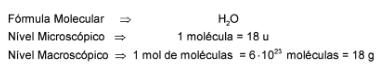 Fórmula Molecular ⇒ H₂O
Nível Microscópico ⇒ 1 molécula = 18 u
Nível Macroscópico ⇒ 1 mol de moléculas = 6·10²³ moléculas = 18 g